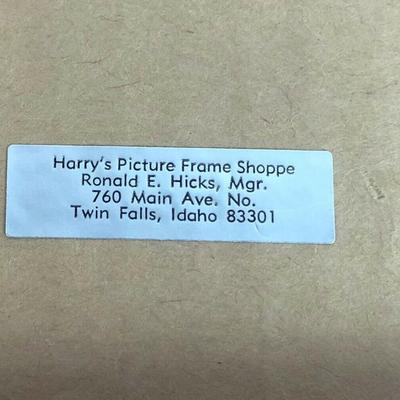 Harry's Picture Frame Shoppe
Ronald E. Hicks, Mgr.
760 Main Ave. No.
Twin Falls, Idaho 83301